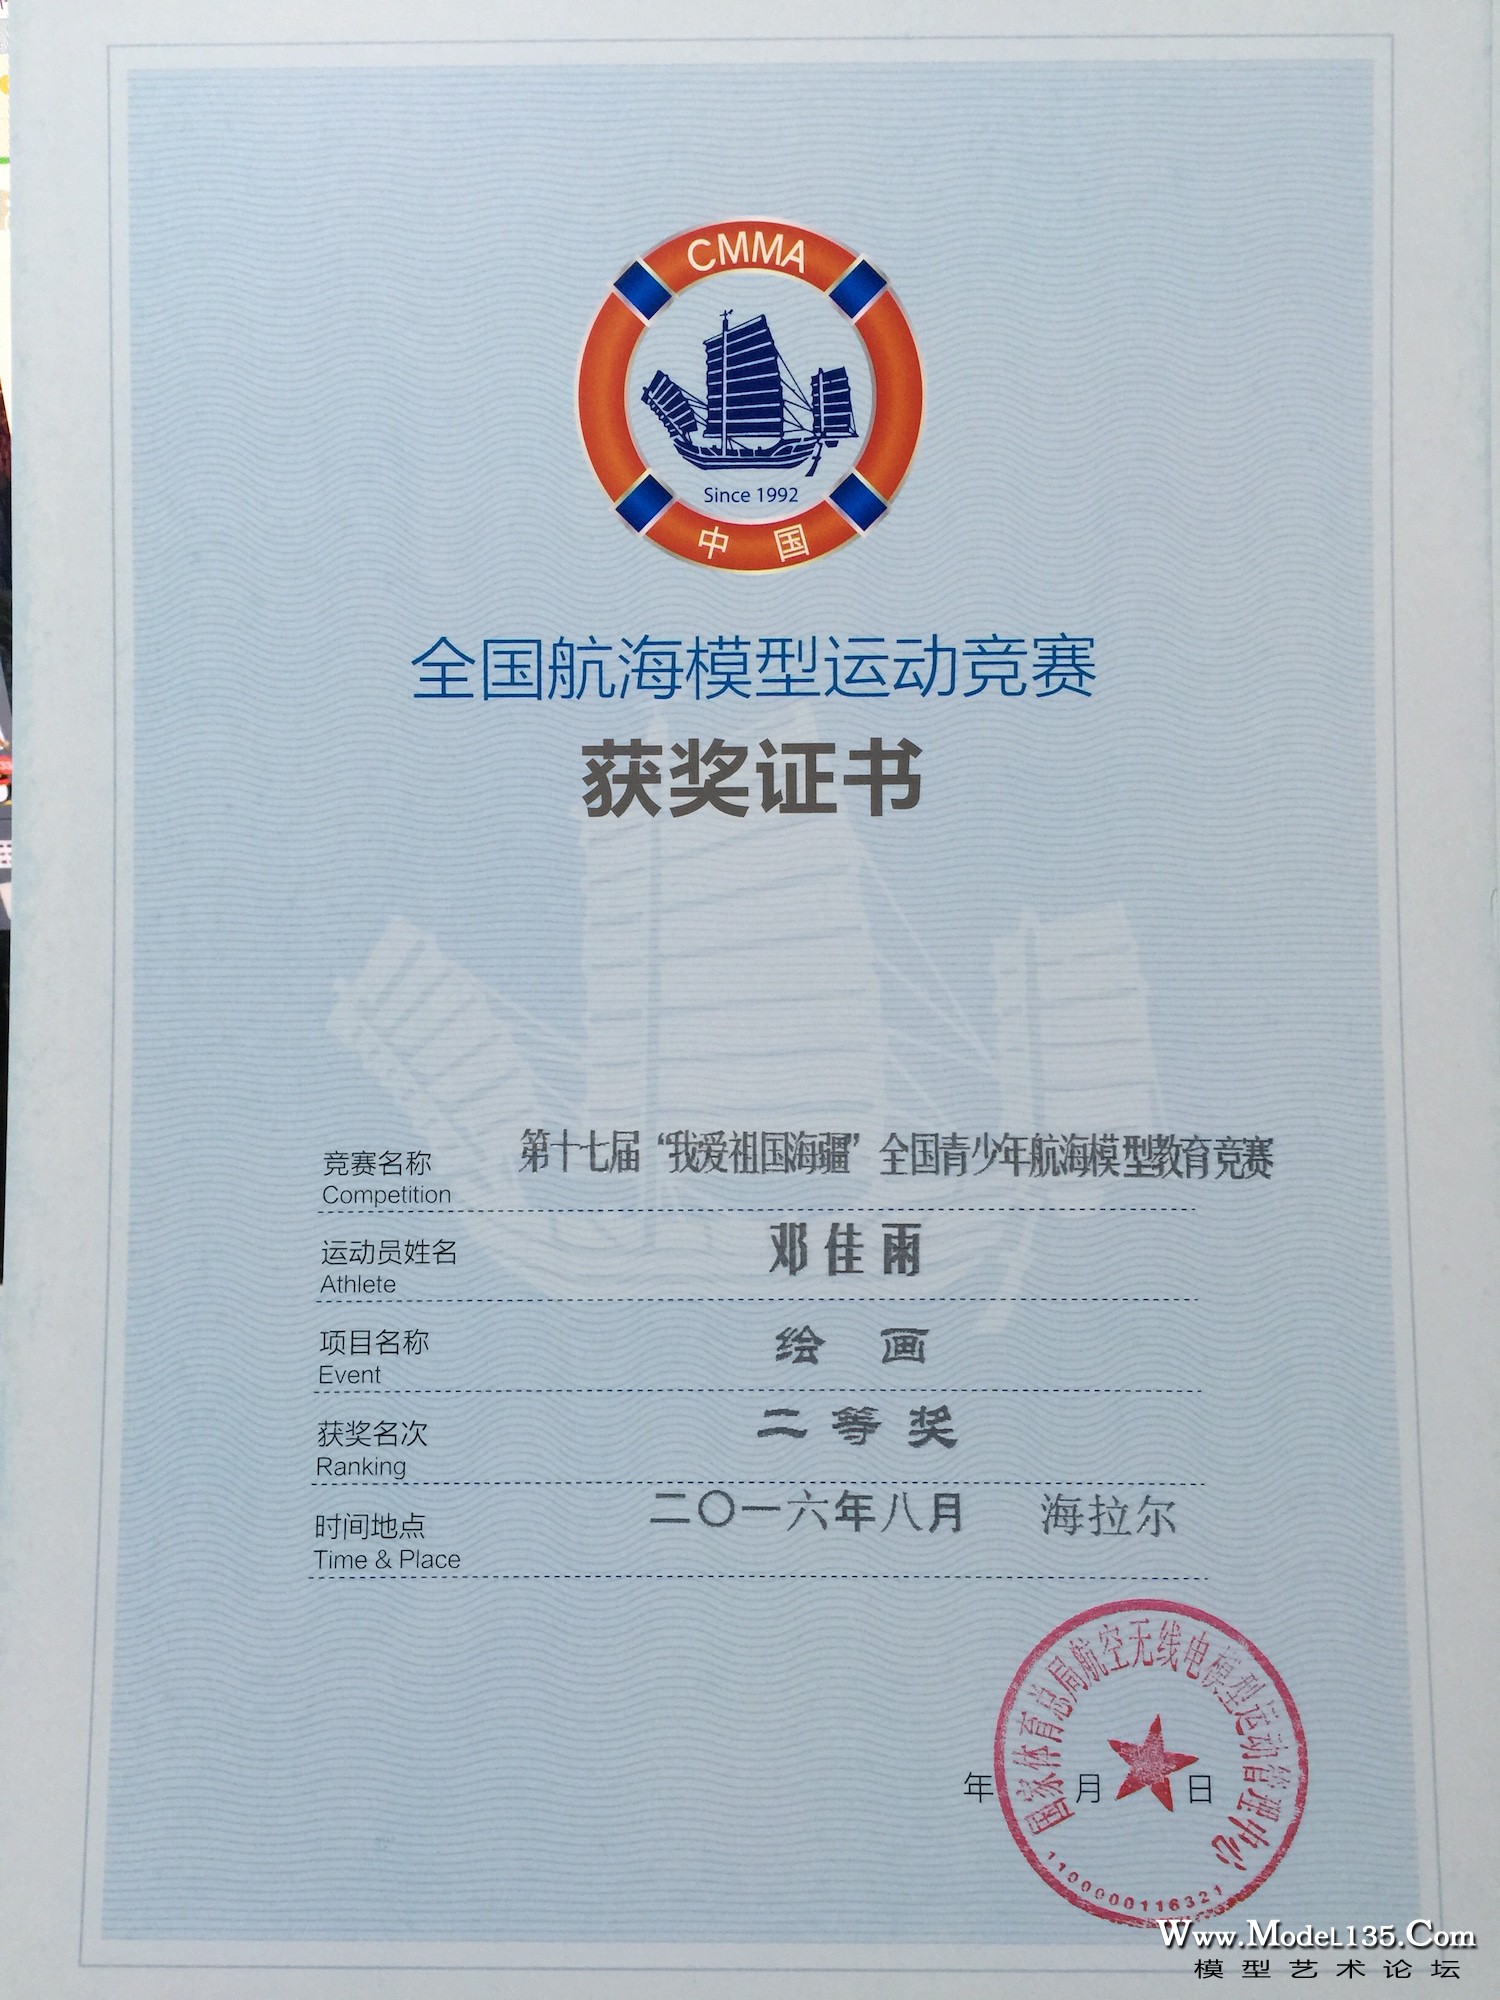 CMMA
Since 1992
中国
全国航海模型运动竞赛
获奖证书
竞赛名称 第十七届“我爱祖国海疆”全国青少年航海模型教育竞赛
Competition
运动员姓名 邓佳雨
Athlete
项目名称 绘画
Event
获奖名次 二等奖
Ranking
时间地点 二〇一六年八月 海拉尔
Time & Place
国家体育总局航空无线电模型运动管理中心
年 月 日
1100000116321
Www.Model135.Com
模型艺术论坛